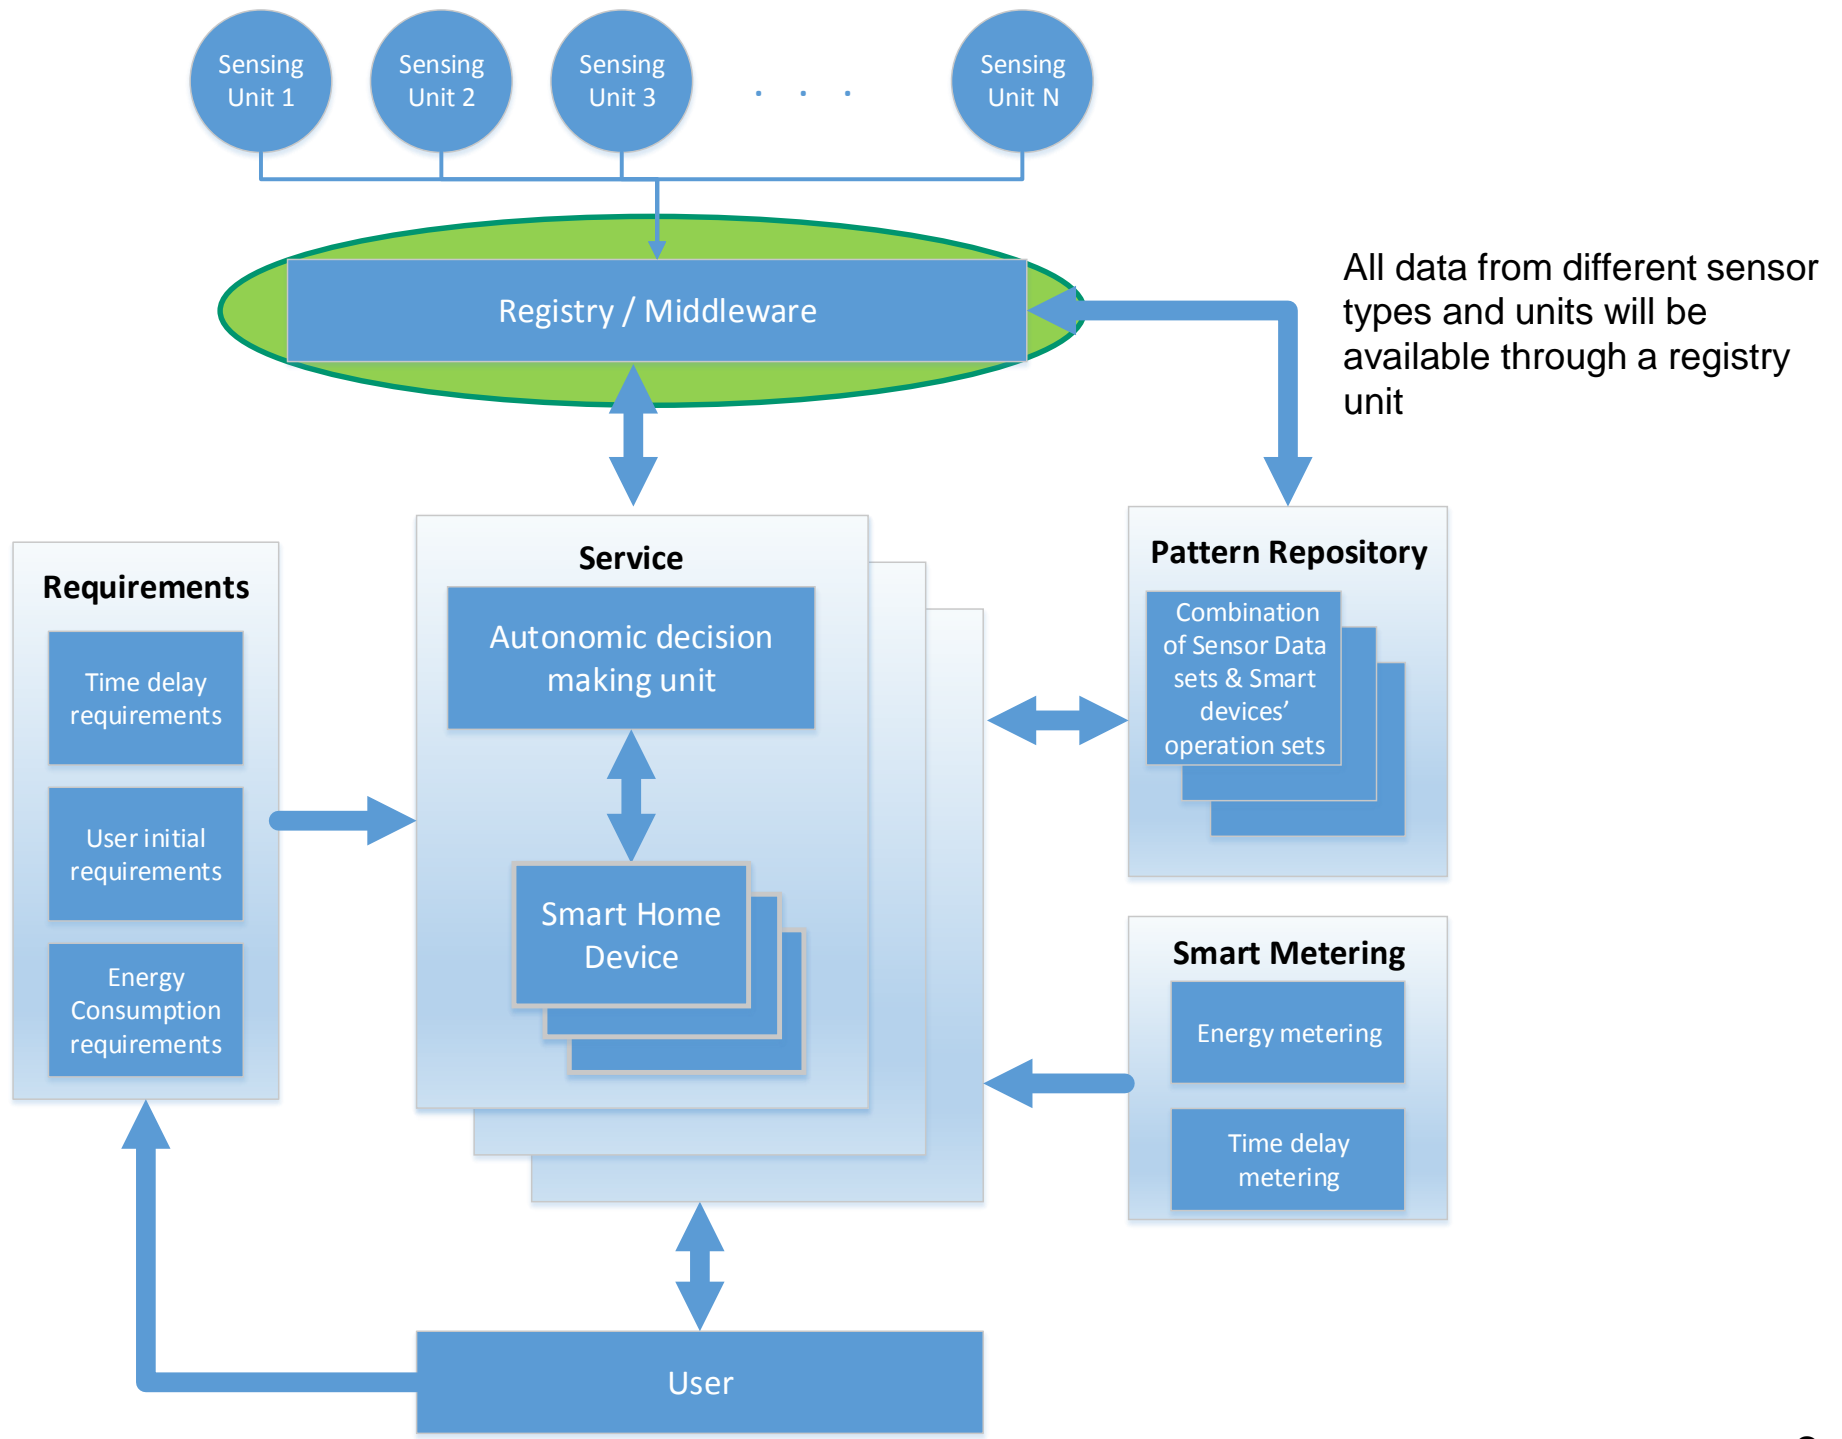 Sensing
Unit 1
Sensing
Unit 2
Sensing
Unit 3
. . .
Sensing
Unit N
Registry / Middleware
All data from different sensor
types and units will be
available through a registry
unit
Requirements
Time delay
requirements
User initial
requirements
Energy
Consumption
requirements
Service
Autonomic decision
making unit
Smart Home
Device
Pattern Repository
Combination
of Sensor Data
sets & Smart
devices’
operation sets
Smart Metering
Energy metering
Time delay
metering
User